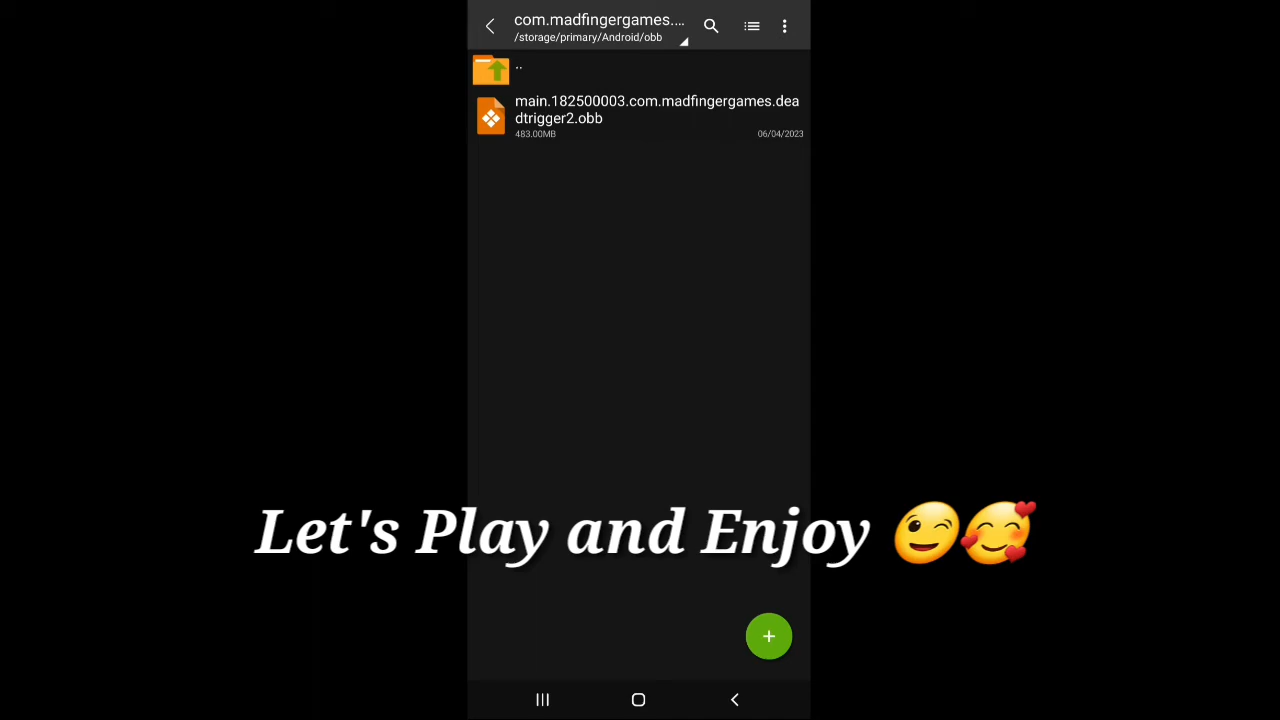 com.madfingergames....
/storage/primary/Android/obb
..
main.182500003.com.madfingergames.dea
dtrigger2.obb
483.00MB 06/04/2023
Let's Play and Enjoy 😉🥰